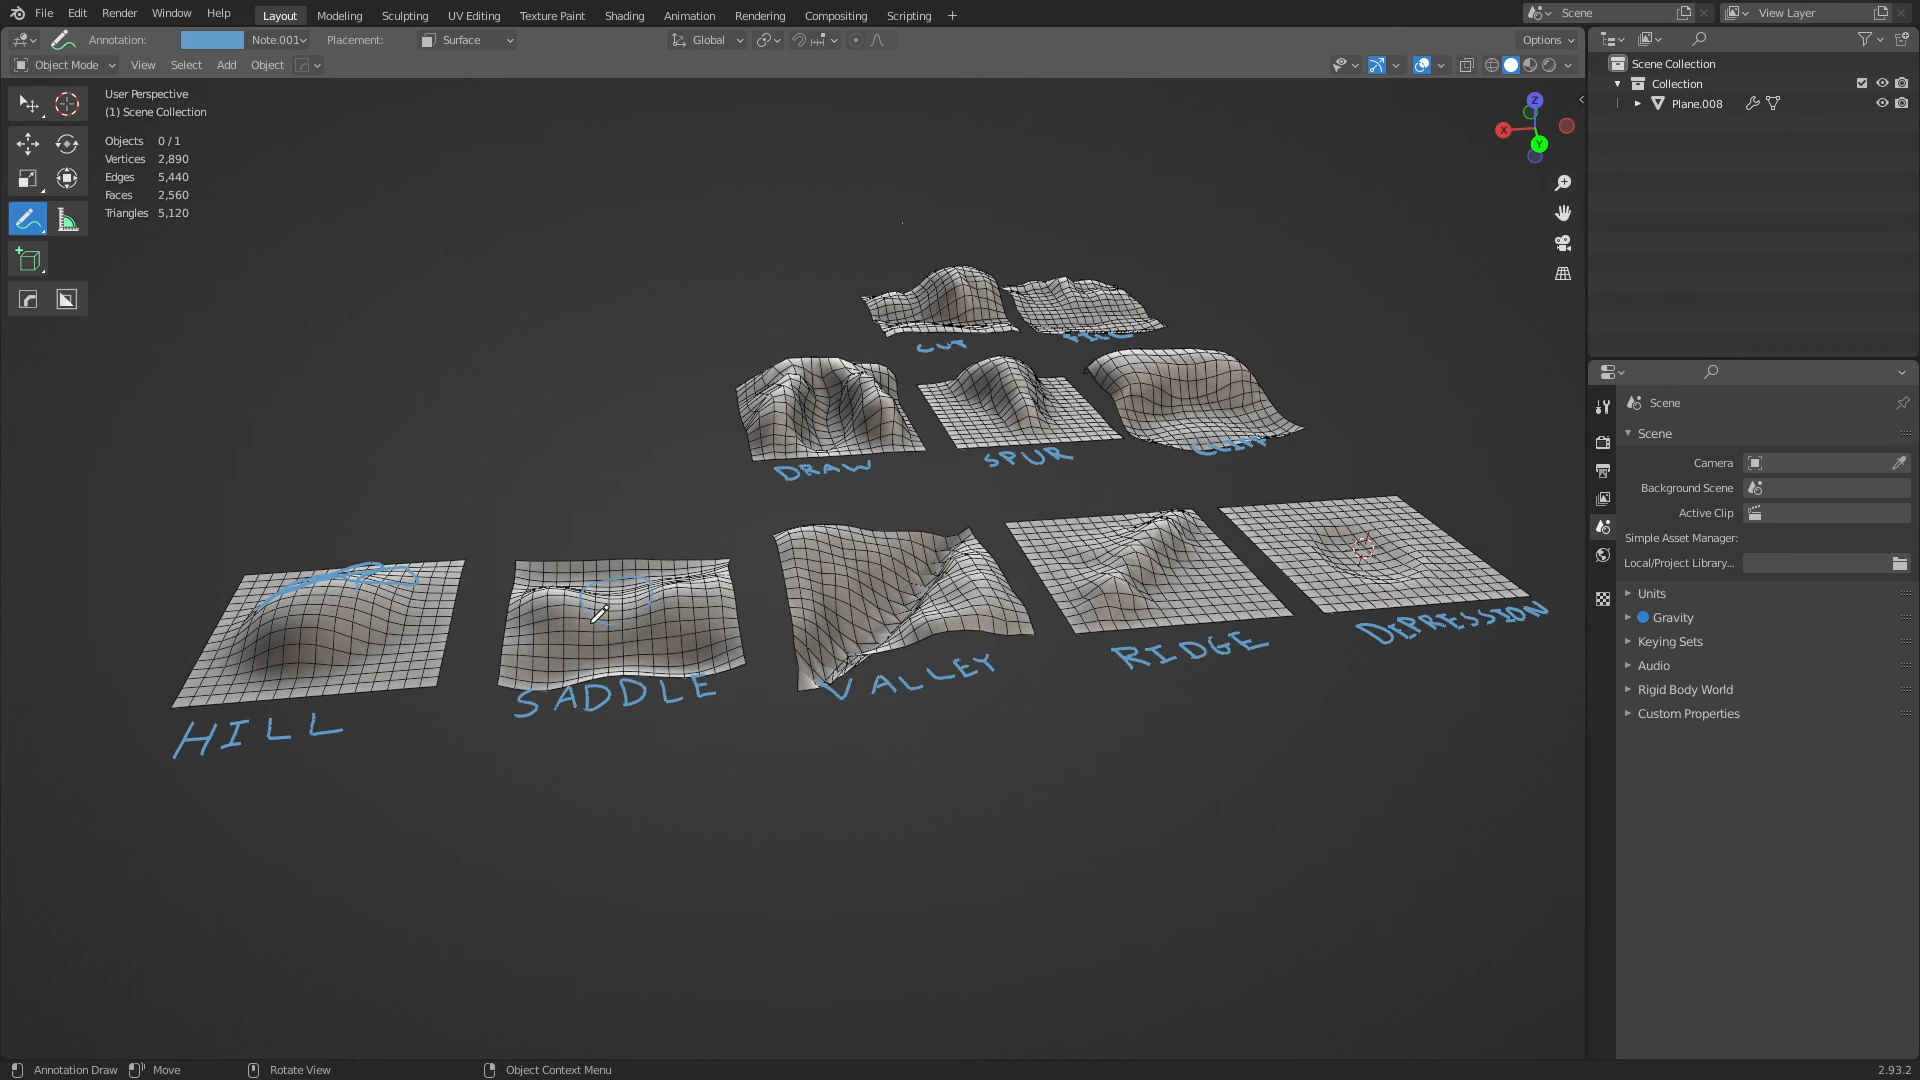 File Edit Render Window Help Layout Modeling Sculpting UV Editing Texture Paint Shading Animation Rendering Compositing Scripting + Scene View Layer
Annotation: Note.001 Placement: Surface Global Options
Object Mode View Select Add Object
User Perspective
(1) Scene Collection
Objects 0 / 1
Vertices 2,890
Edges 5,440
Faces 2,560
Triangles 5,120
Z
X
Y
CUT
DRAW SPUR
HILL SADDLE VALLEY RIDGE DEPRESSION
Scene Collection
Collection
Plane.008
Scene
Scene
Camera
Background Scene
Active Clip
Simple Asset Manager:
Local/Project Library...
Units
Gravity
Keying Sets
Audio
Rigid Body World
Custom Properties
Annotation Draw Move Rotate View Object Context Menu 2.93.2